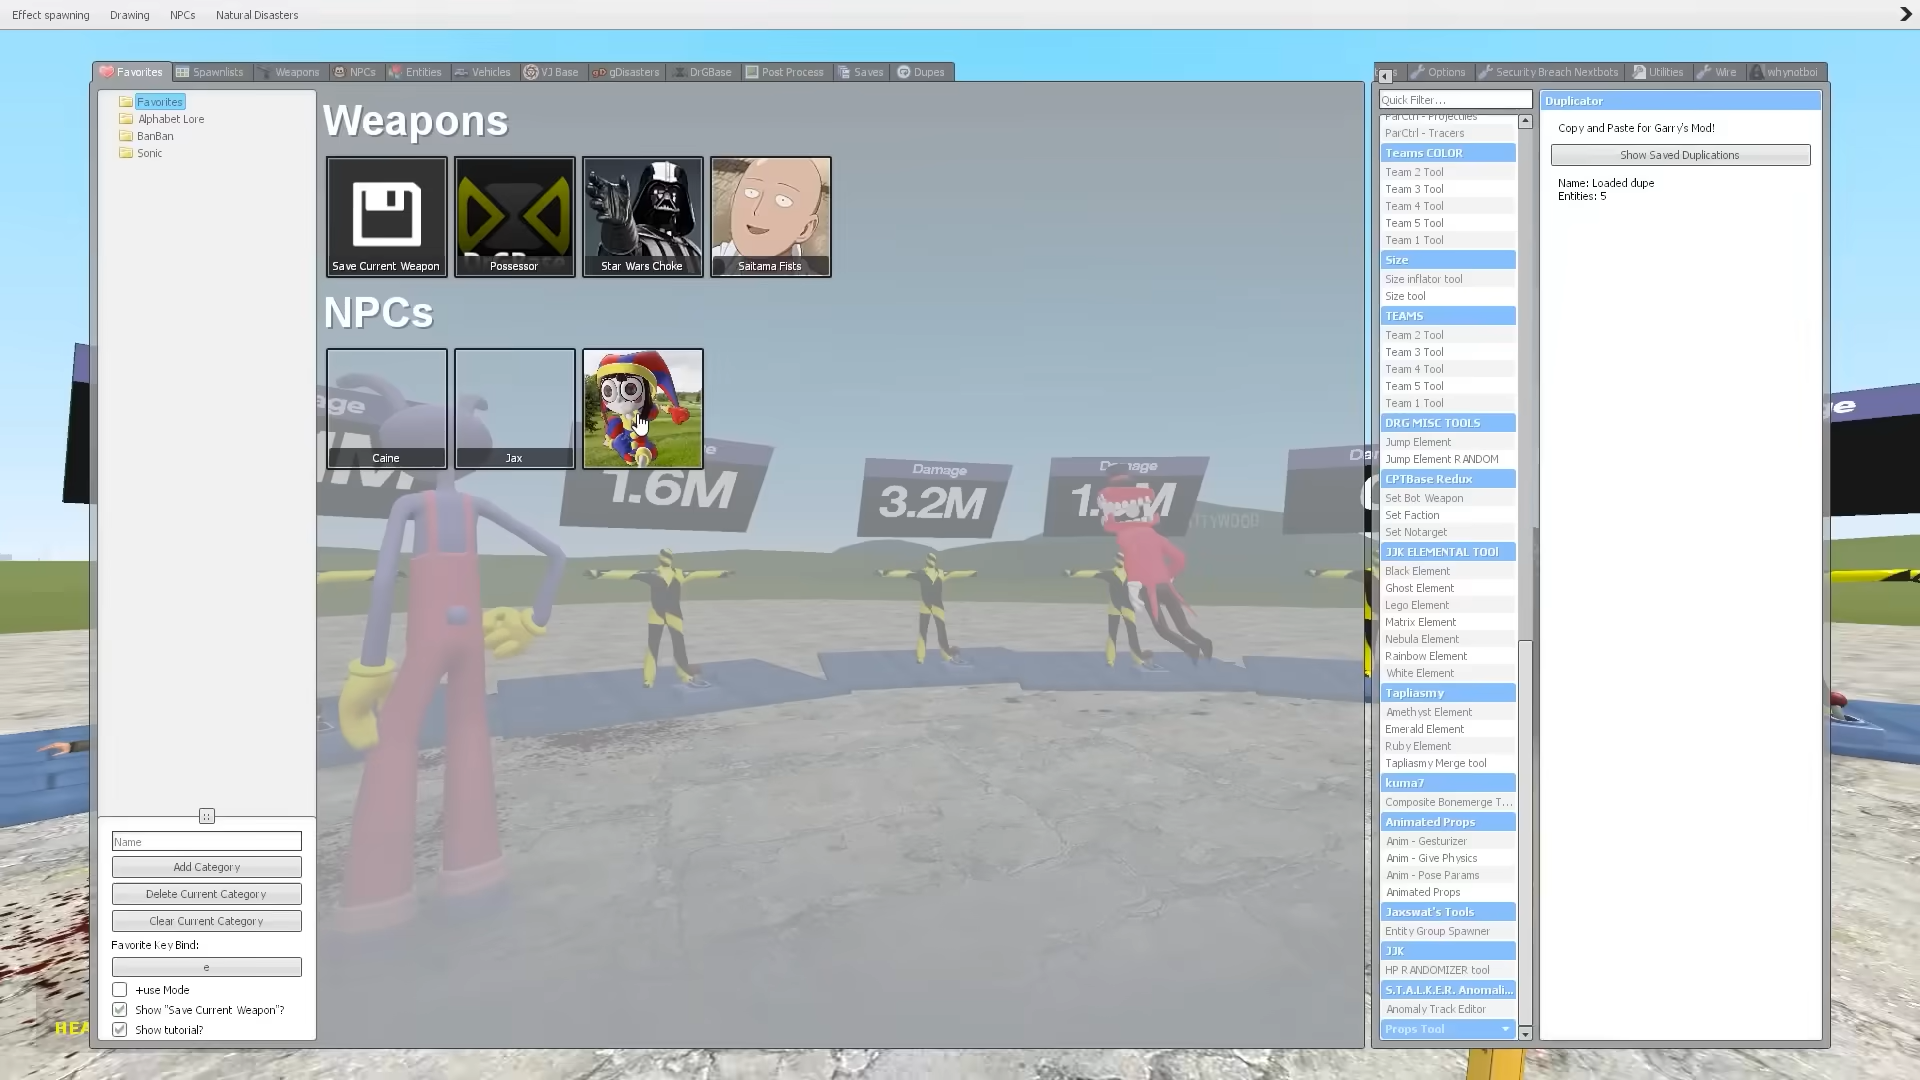 Effect spawning Drawing NPCs Natural Disasters
Favorites Spawnlists Weapons NPCs Entities Vehicles VJ Base gDisasters DrGBase Post Process Saves Dupes
Options Security Breach Nextbots Utilities Wire whynotboi
Favorites
Alphabet Lore
BanBan
Sonic
Name
Add Category
Delete Current Category
Clear Current Category
Favorite Key Bind:
e
+use Mode
Show "Save Current Weapon"?
Show tutorial?
Weapons
Save Current Weapon
Possessor
Star Wars Choke
Saitama Fists
NPCs
Caine
Jax
1.6M
Damage
3.2M
Quick Filter...
ParCtrl - Projectiles
ParCtrl - Tracers
Teams COLOR
Team 2 Tool
Team 3 Tool
Team 4 Tool
Team 5 Tool
Team 1 Tool
Size
Size inflator tool
Size tool
TEAMS
Team 2 Tool
Team 3 Tool
Team 4 Tool
Team 5 Tool
Team 1 Tool
DRG MISC TOOLS
Jump Element
Jump Element RANDOM
CPTBase Redux
Set Bot Weapon
Set Faction
Set Notarget
JJK ELEMENTAL TOOl
Black Element
Ghost Element
Lego Element
Matrix Element
Nebula Element
Rainbow Element
White Element
Tapliasmy
Amethyst Element
Emerald Element
Ruby Element
Tapliasmy Merge tool
kuma7
Composite Bonemerge T...
Animated Props
Anim - Gesturizer
Anim - Give Physics
Anim - Pose Params
Animated Props
Jaxswat's Tools
Entity Group Spawner
JJK
HP RANDOMIZER tool
S.T.A.L.K.E.R. Anomali...
Anomaly Track Editor
Props Tool
Duplicator
Copy and Paste for Garry's Mod!
Show Saved Duplications
Name: Loaded dupe
Entities: 5